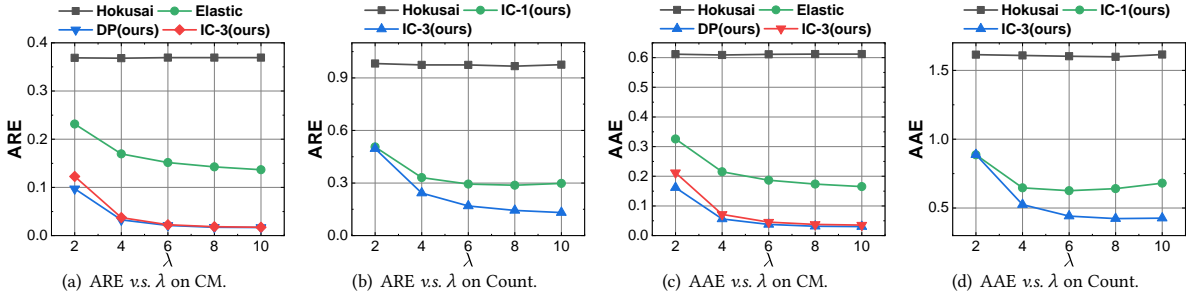 Hokusai Elastic
DP(ours) IC-3(ours)
ARE
0.4
0.3
0.2
0.1
0.0
2 4 6 8 10
λ
(a) ARE v.s. λ on CM.
Hokusai IC-1(ours)
IC-3(ours)
ARE
0.9
0.6
0.3
0.0
2 4 6 8 10
λ
(b) ARE v.s. λ on Count.
Hokusai Elastic
DP(ours) IC-3(ours)
AAE
0.6
0.5
0.4
0.3
0.2
0.1
0.0
2 4 6 8 10
λ
(c) AAE v.s. λ on CM.
Hokusai IC-1(ours)
IC-3(ours)
AAE
1.5
1.0
0.5
2 4 6 8 10
λ
(d) AAE v.s. λ on Count.